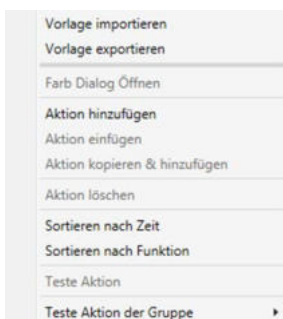 Vorlage importieren
Vorlage exportieren
Farb Dialog Öffnen
Aktion hinzufügen
Aktion einfügen
Aktion kopieren & hinzufügen
Aktion löschen
Sortieren nach Zeit
Sortieren nach Funktion
Teste Aktion
Teste Aktion der Gruppe